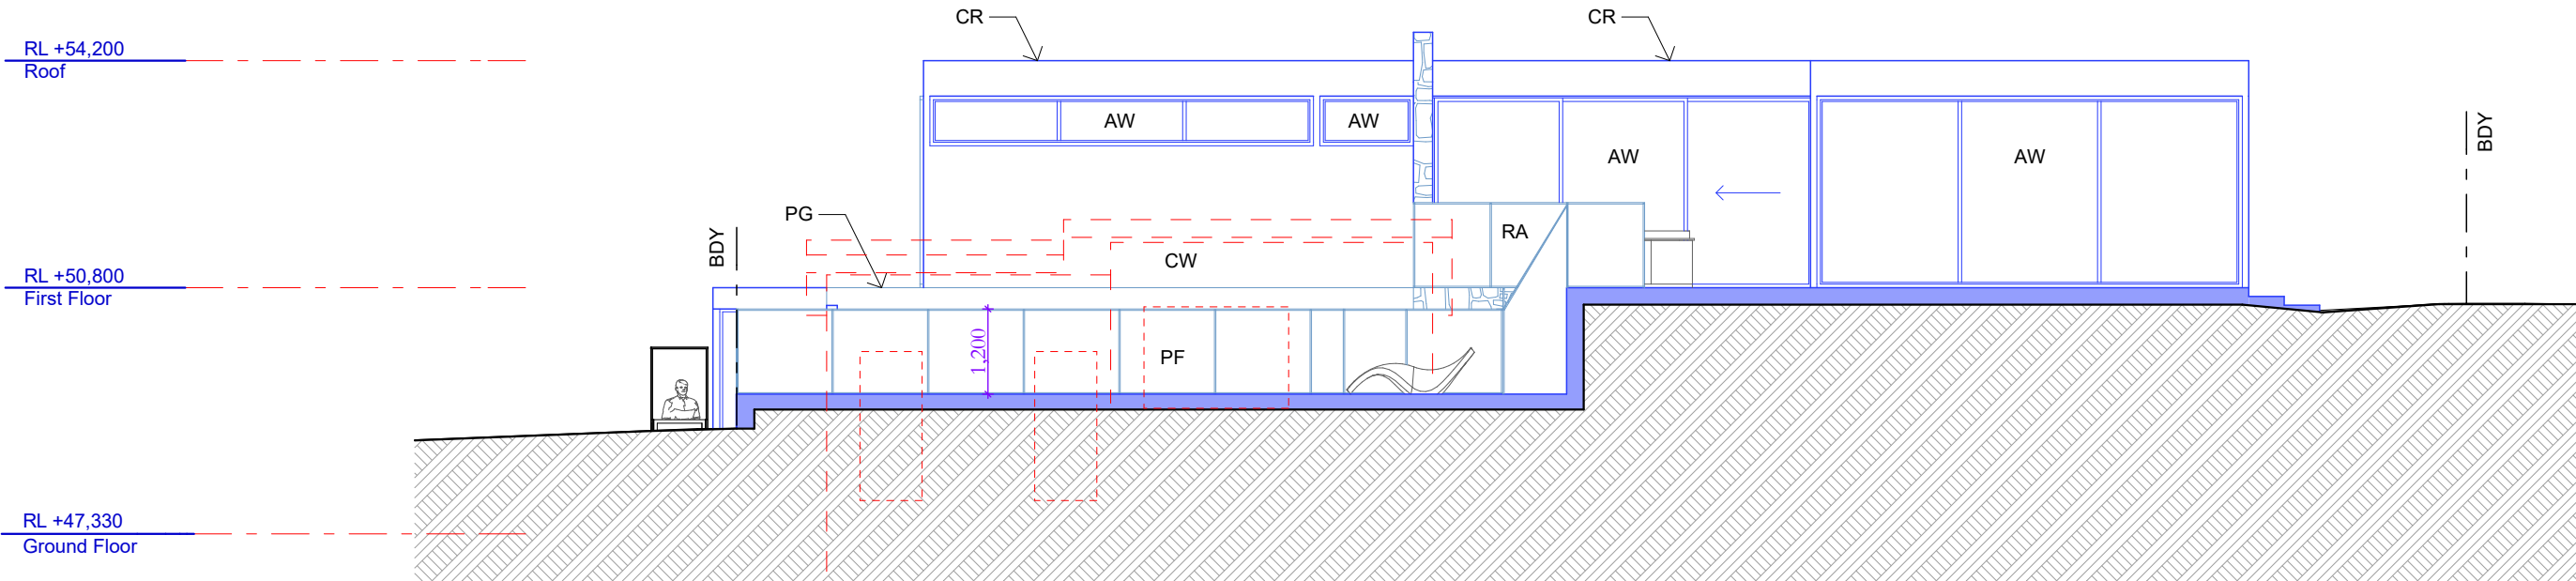 CR
CR
RL +54,200
Roof
AW
AW
AW
AW
BDY
PG
BDY
RA
CW
RL +50,800
First Floor
1,200
PF
RL +47,330
Ground Floor